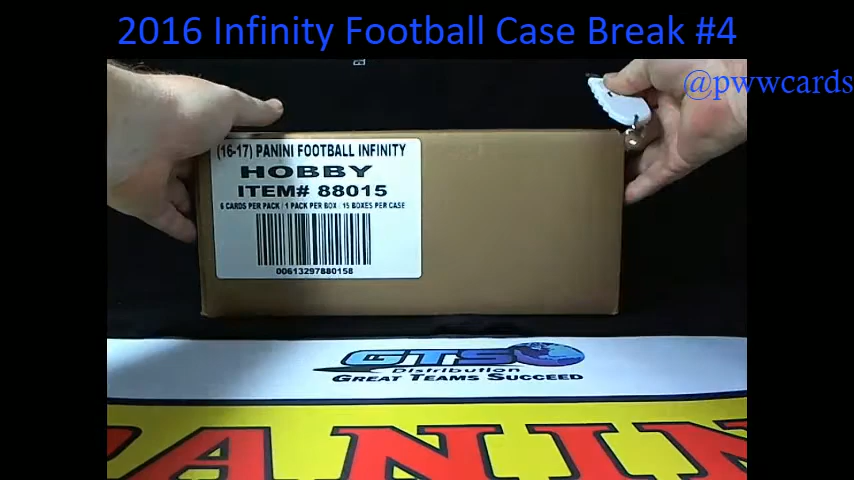 2016 Infinity Football Case Break #4
@pwwcards
(16-17) PANINI FOOTBALL INFINITY
HOBBY
ITEM# 88015
6 CARDS PER PACK / 1 PACK PER BOX / 15 BOXES PER CASE
00613297880158
GTS
Distribution
GREAT TEAMS SUCCEED
PANINI